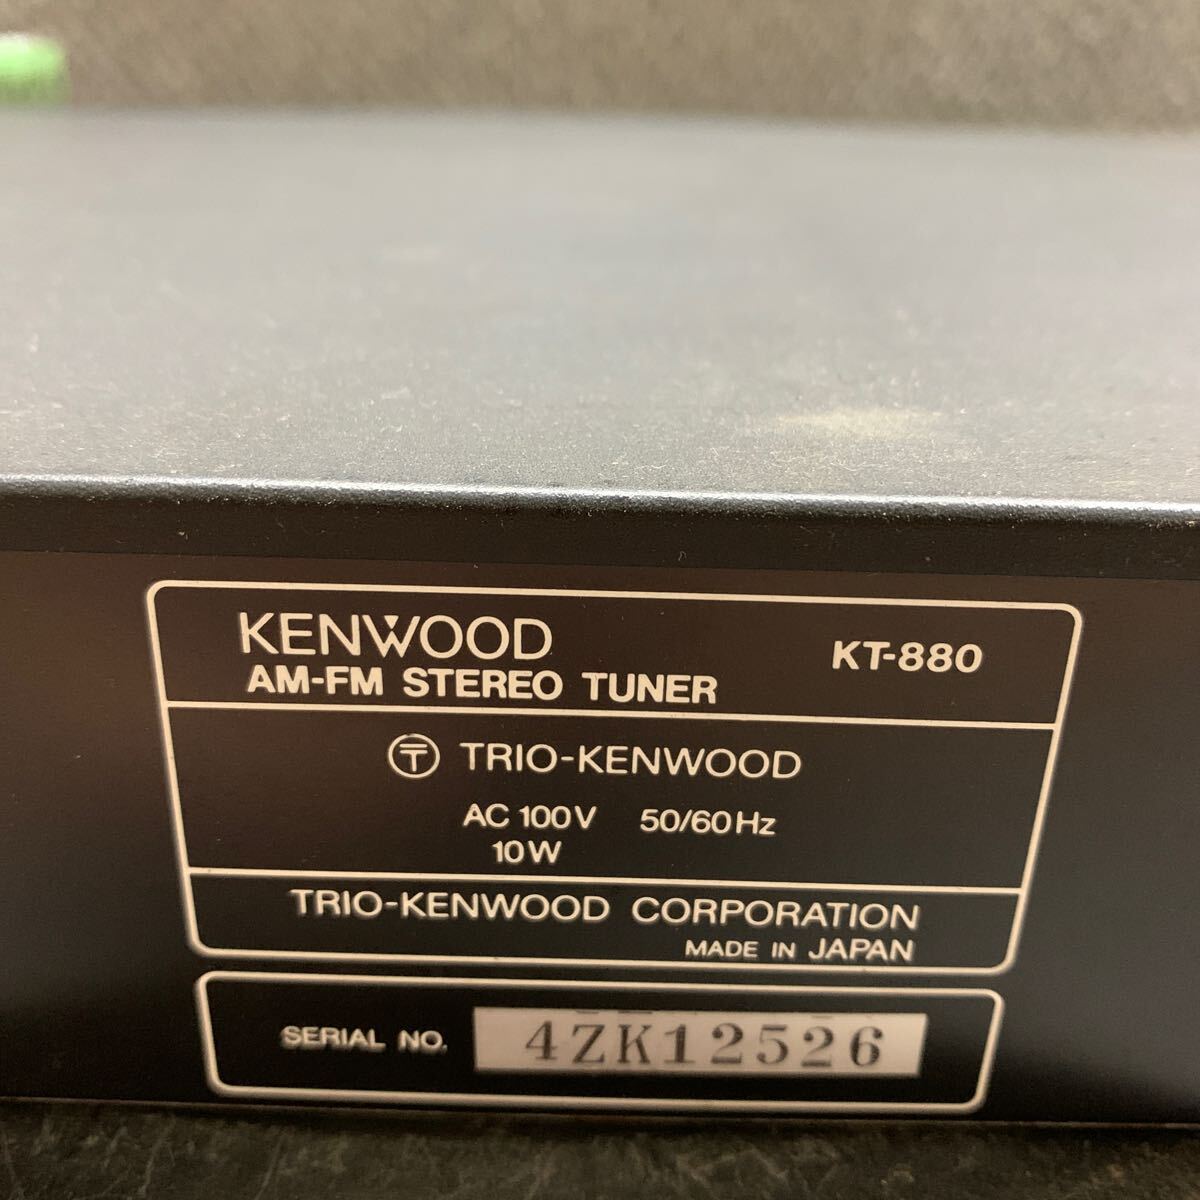 KENWOOD
AM-FM STEREO TUNER
KT-880
〶 TRIO-KENWOOD
AC 100V 50/60Hz
10W
TRIO-KENWOOD CORPORATION
MADE IN JAPAN
SERIAL NO. 4ZK12526